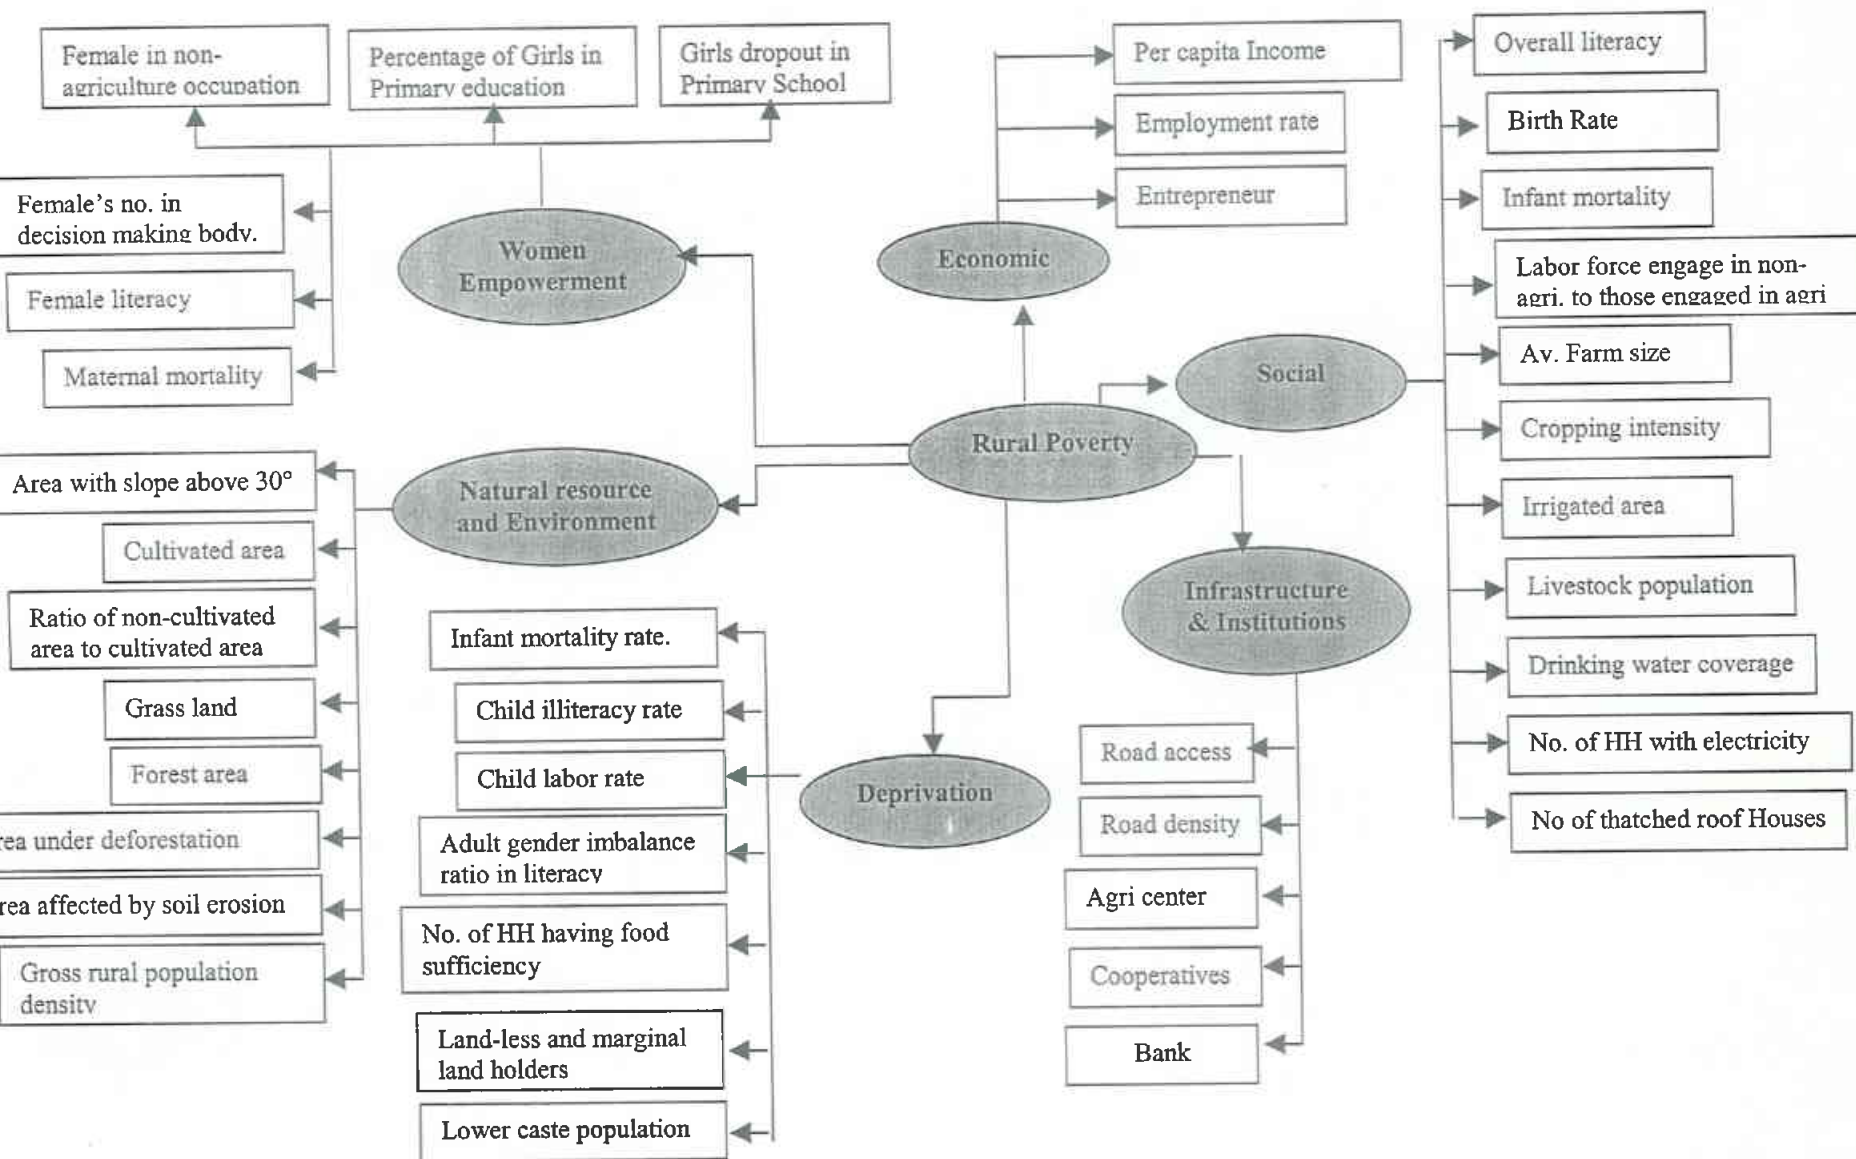 Female in non-
agriculture occupation
Percentage of Girls in
Primary education
Girls dropout in
Primary School
Female's no. in
decision making body.
Female literacy
Maternal mortality
Women
Empowerment
Per capita Income
Employment rate
Entrepreneur
Economic
Overall literacy
Birth Rate
Infant mortality
Labor force engage in non-
agri. to those engaged in agri
Av. Farm size
Cropping intensity
Irrigated area
Livestock population
Drinking water coverage
No. of HH with electricity
No of thatched roof Houses
Social
Rural Poverty
Natural resource
and Environment
Area with slope above 30°
Cultivated area
Ratio of non-cultivated
area to cultivated area
Grass land
Forest area
rea under deforestation
rea affected by soil erosion
Gross rural population
density
Infant mortality rate.
Child illiteracy rate
Child labor rate
Adult gender imbalance
ratio in literacy
No. of HH having food
sufficiency
Land-less and marginal
land holders
Lower caste population
Deprivation
Infrastructure
& Institutions
Road access
Road density
Agri center
Cooperatives
Bank